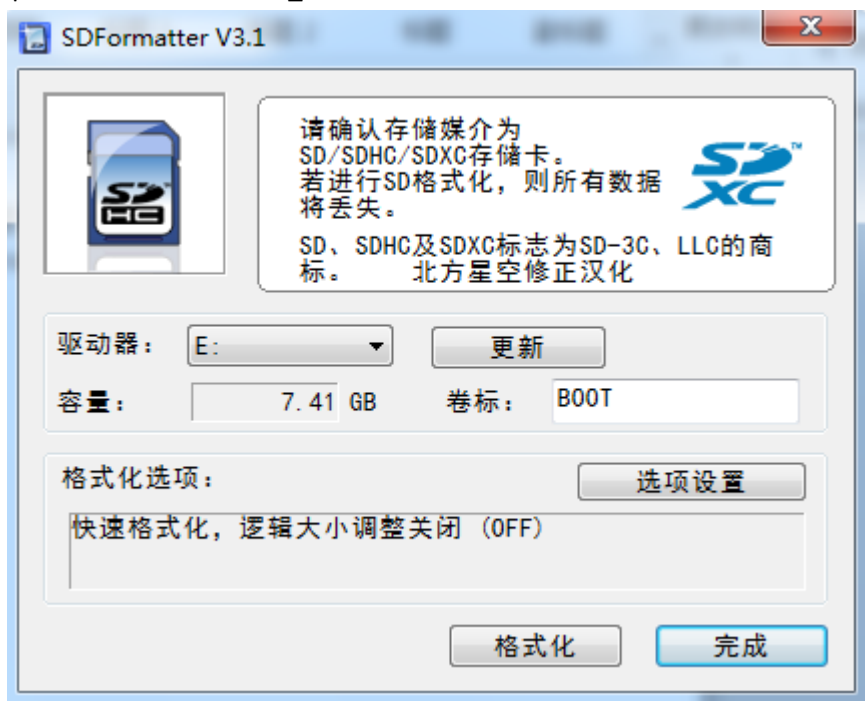 SDFormatter V3.1
请确认存储媒介为
SD/SDHC/SDXC存储卡。
若进行SD格式化，则所有数据
将丢失。
SD XC™
SD HC
SD、SDHC及SDXC标志为SD-3C、LLC的商
标。 北方星空修正汉化
驱动器： E: 更新
容量： 7.41 GB 卷标： BOOT
格式化选项： 选项设置
快速格式化，逻辑大小调整关闭 (OFF)
格式化 完成